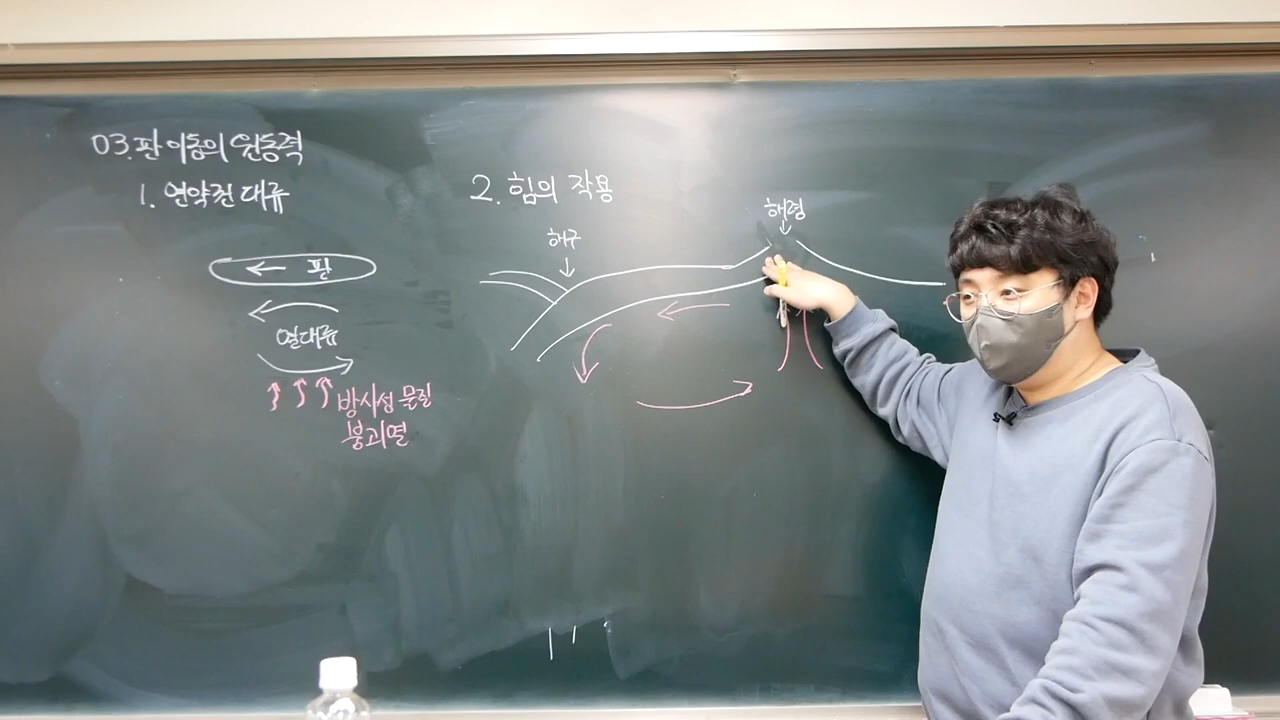 03. 판 이동의 원동력
1. 연약권 대류
← 판
열대류
방사성 물질
붕괴열
2. 힘의 작용
해구
해령